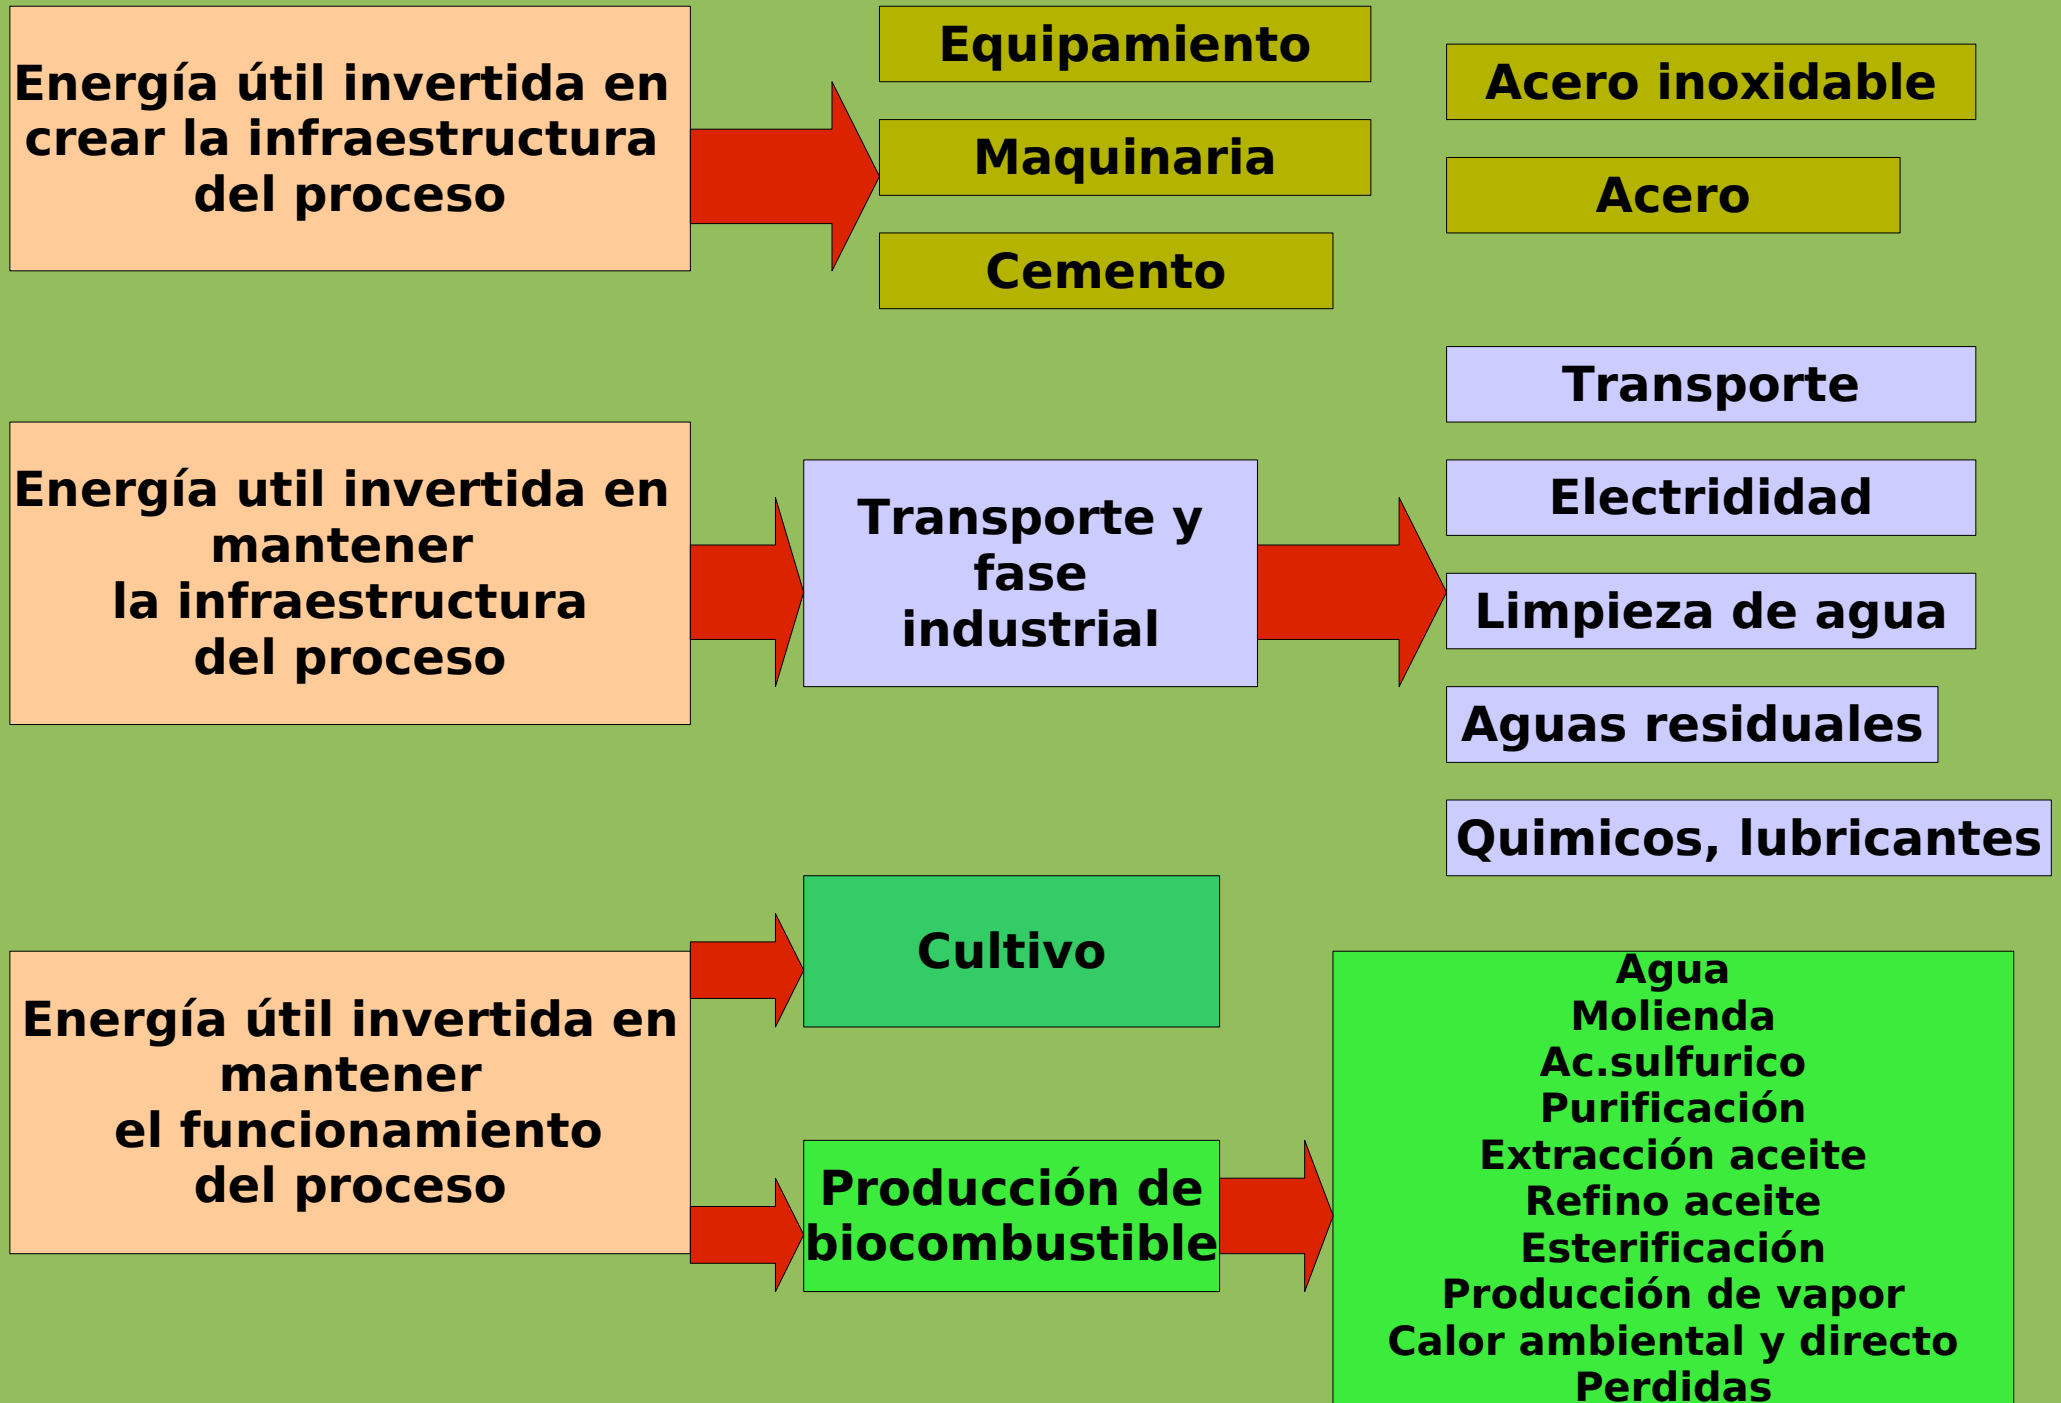 Energía útil invertida en
crear la infraestructura
del proceso
Equipamiento
Maquinaria
Cemento
Acero inoxidable
Acero
Energía util invertida en
mantener
la infraestructura
del proceso
Transporte y
fase
industrial
Transporte
Electrididad
Limpieza de agua
Aguas residuales
Quimicos, lubricantes
Energía útil invertida en
mantener
el funcionamiento
del proceso
Cultivo
Producción de
biocombustible
Agua
Molienda
Ac.sulfurico
Purificación
Extracción aceite
Refino aceite
Esterificación
Producción de vapor
Calor ambiental y directo
Perdidas